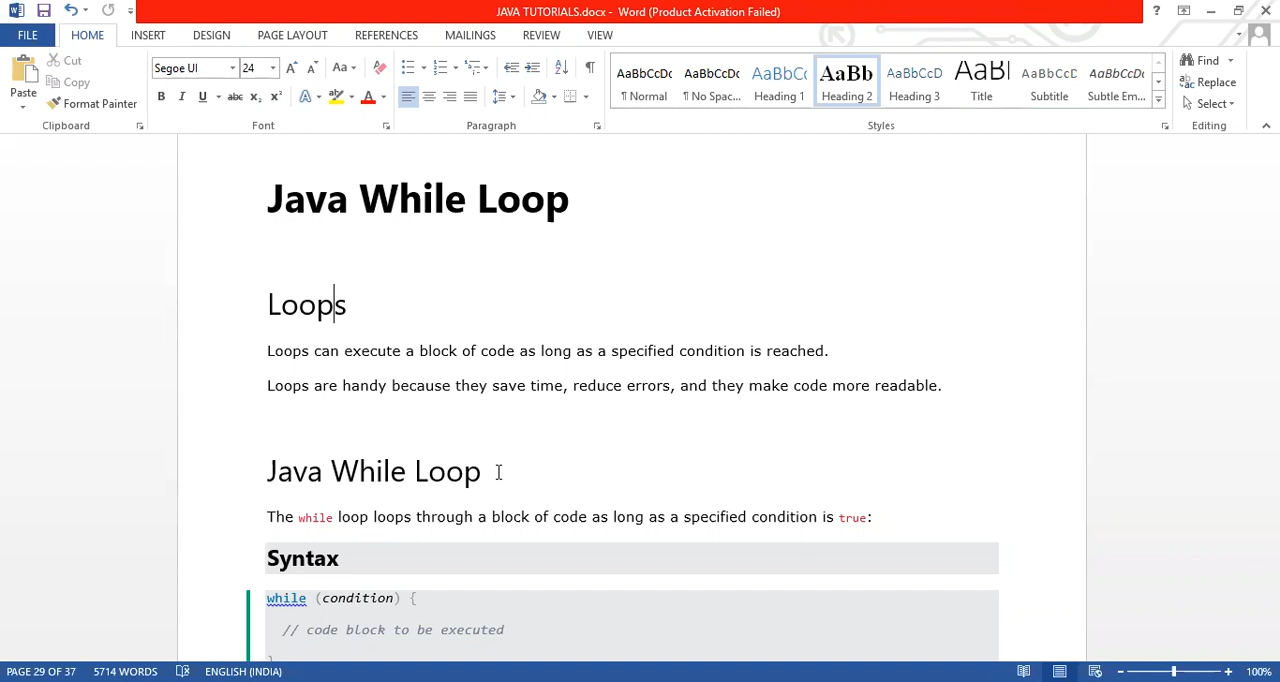 JAVA TUTORIALS.docx - Word (Product Activation Failed)
FILE HOME INSERT DESIGN PAGE LAYOUT REFERENCES MAILINGS REVIEW VIEW
Paste
Cut
Copy
Format Painter
Clipboard
Segoe UI 24
Font
Paragraph
AaBbCcDc AaBbCcDc AaBbCc AaBb AaBbCcD AaBl AaBbCcD AaBbCcDc
¶ Normal ¶ No Spac... Heading 1 Heading 2 Heading 3 Title Subtitle Subtle Em...
Styles
Find
Replace
Select
Editing
Java While Loop
Loops
Loops can execute a block of code as long as a specified condition is reached.
Loops are handy because they save time, reduce errors, and they make code more readable.
Java While Loop
The while loop loops through a block of code as long as a specified condition is true:
Syntax
while (condition) {
// code block to be executed
}
PAGE 29 OF 37 5714 WORDS ENGLISH (INDIA) 100%